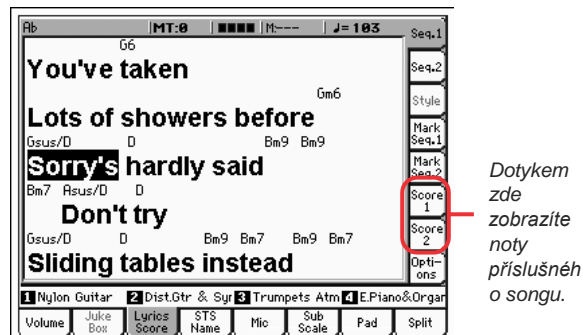 Ab MT:0 M:--- ♩= 103
G6
You've taken
Gm6
Lots of showers before
Gsus/D D Bm9 Bm9
Sorry's hardly said
Bm7 Asus/D D
Don't try
Gsus/D D Bm9 Bm7 Bm9 Bm7
Sliding tables instead
1 Nylon Guitar 2 Dist.Gtr & Syn 3 Trumpets Atm 4 E.Piano&Organ
Volume Juke Box Lyrics Score STS Name Mic Sub Scale Pad Split
Seq.1
Seq.2
Style
Mark
Seq.1
Mark
Seq.2
Score
1
Score
2
Opti-
ons
Dotykem
zde
zobrazíte
noty
příslušnéh
o songu.